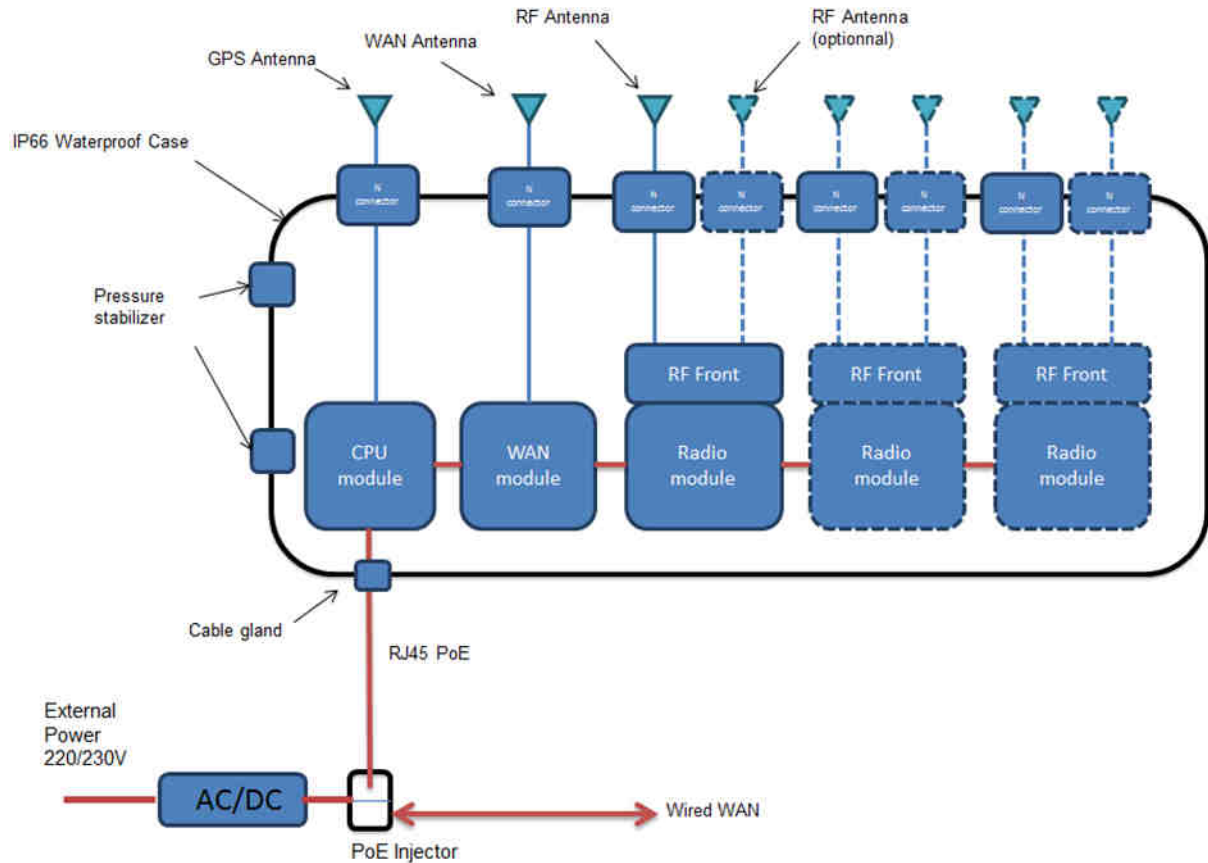 RF Antenna
RF Antenna
(optionnal)
WAN Antenna
GPS Antenna
IP66 Waterproof Case
N
connector
N
connector
N
connector
N
connector
N
connector
N
connector
N
connector
N
connector
Pressure
stabilizer
RF Front
RF Front
RF Front
CPU
module
WAN
module
Radio
module
Radio
module
Radio
module
Cable gland
RJ45 PoE
External
Power
220/230V
AC/DC
Wired WAN
PoE Injector